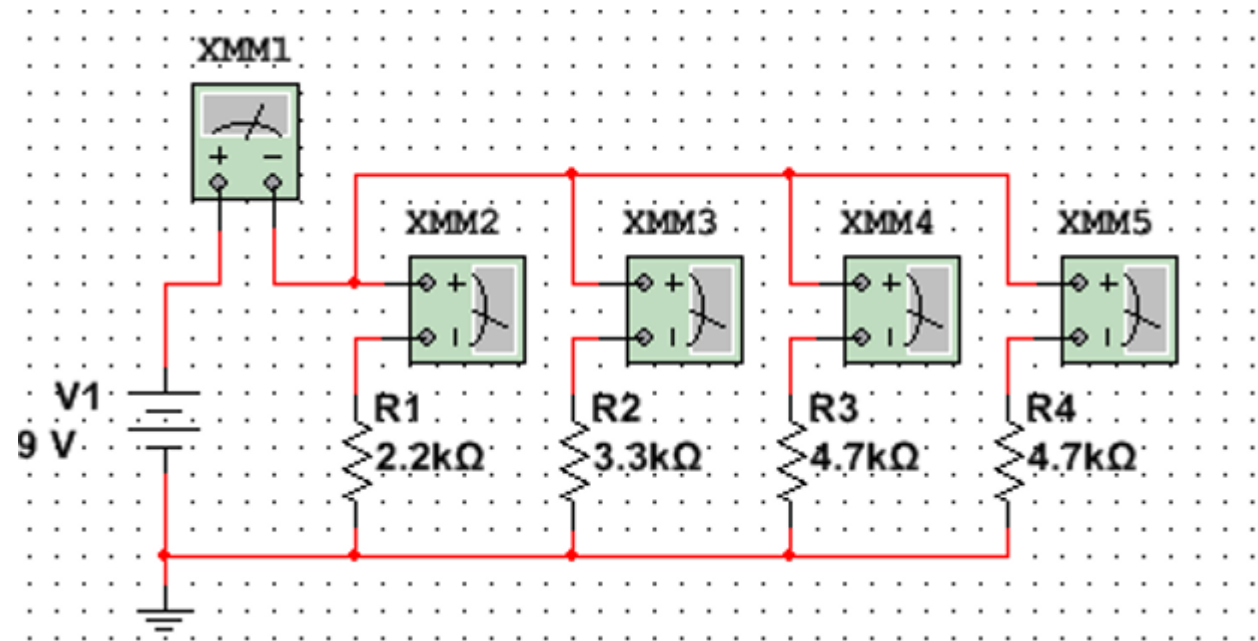 XMM1
+ −
XMM2
XMM3
XMM4
XMM5
+
+
+
+
V1
9 V
R1
2.2kΩ
R2
3.3kΩ
R3
4.7kΩ
R4
4.7kΩ